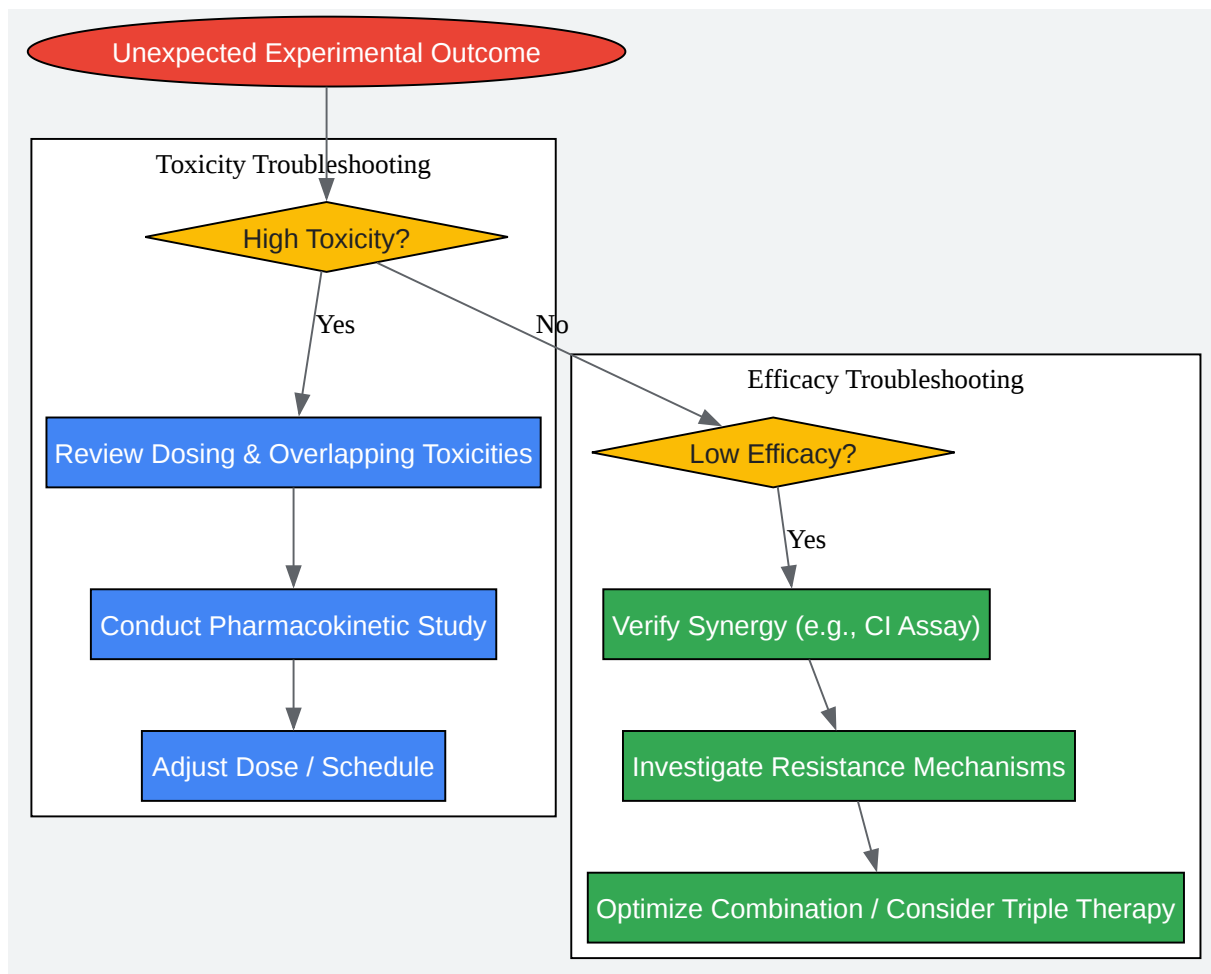 Unexpected Experimental Outcome
Toxicity Troubleshooting
High Toxicity?
Yes
No
Review Dosing & Overlapping Toxicities
Conduct Pharmacokinetic Study
Adjust Dose / Schedule
Efficacy Troubleshooting
Low Efficacy?
Yes
Verify Synergy (e.g., CI Assay)
Investigate Resistance Mechanisms
Optimize Combination / Consider Triple Therapy